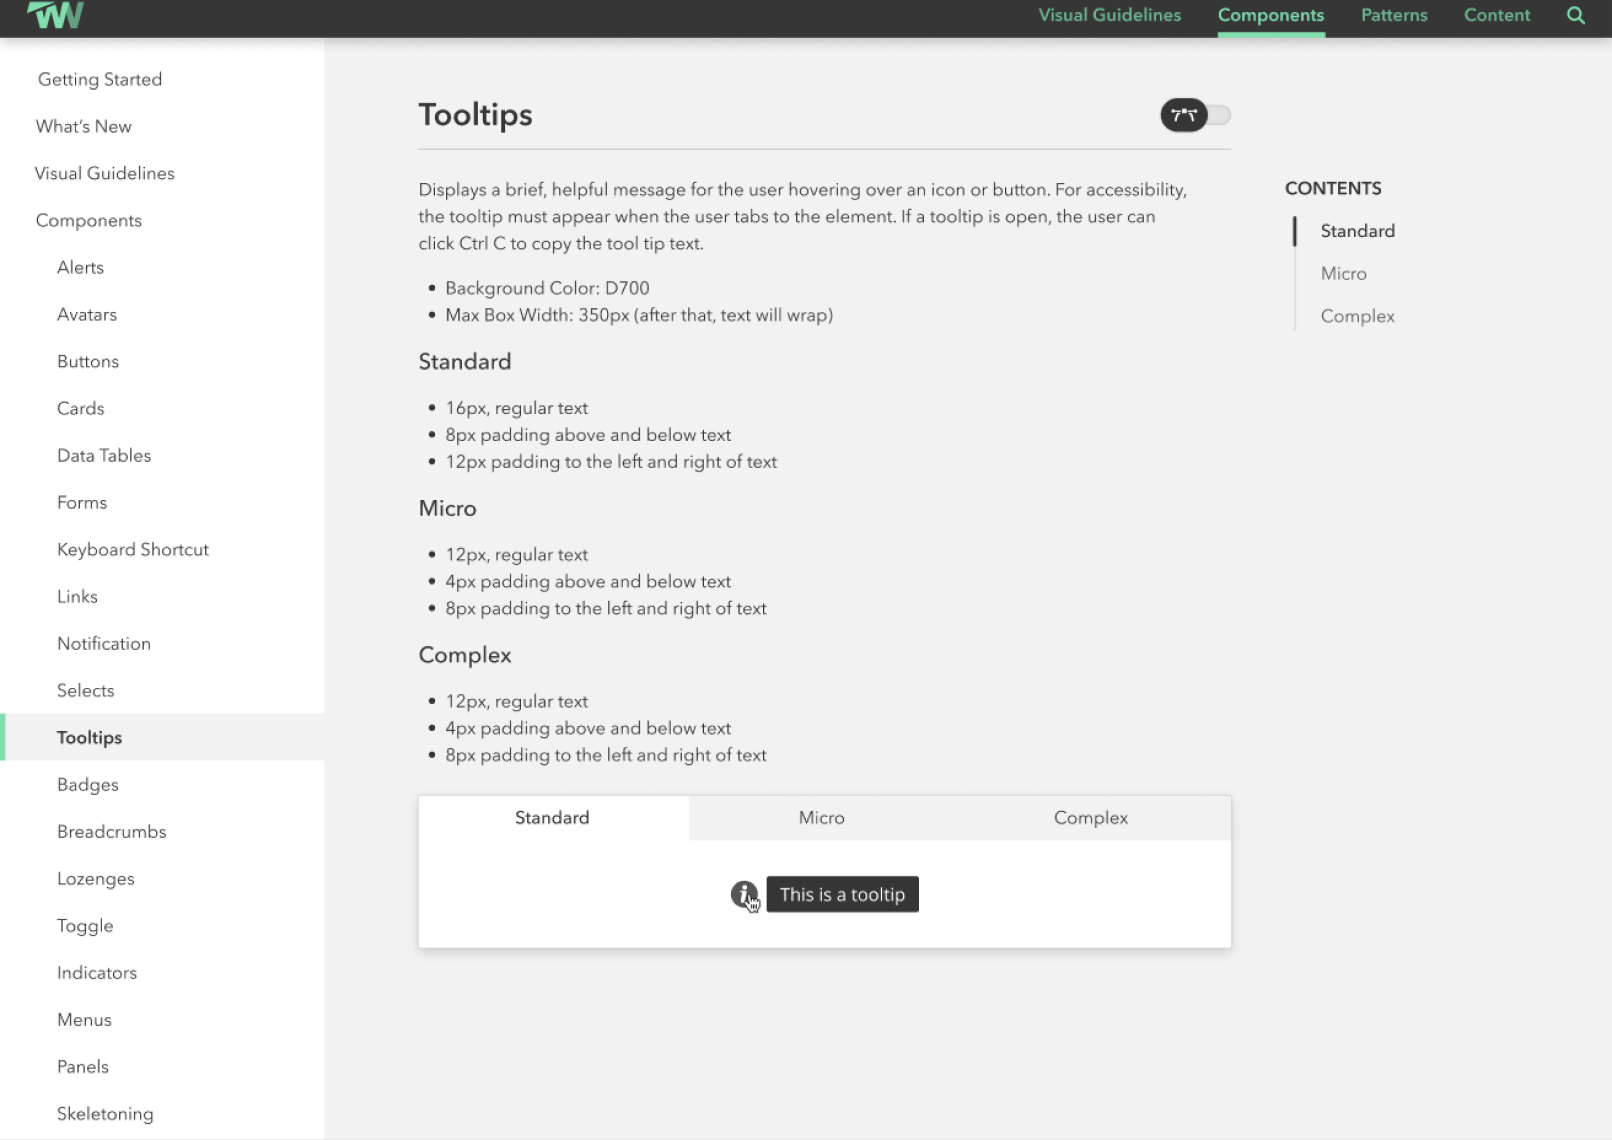 TW
Visual Guidelines
Components
Patterns
Content
Getting Started
What's New
Visual Guidelines
Components
Alerts
Avatars
Buttons
Cards
Data Tables
Forms
Keyboard Shortcut
Links
Notification
Selects
Tooltips
Badges
Breadcrumbs
Lozenges
Toggle
Indicators
Menus
Panels
Skeletoning
Tooltips
Displays a brief, helpful message for the user hovering over an icon or button. For accessibility,
the tooltip must appear when the user tabs to the element. If a tooltip is open, the user can
click Ctrl C to copy the tool tip text.
• Background Color: D700
• Max Box Width: 350px (after that, text will wrap)
Standard
• 16px, regular text
• 8px padding above and below text
• 12px padding to the left and right of text
Micro
• 12px, regular text
• 4px padding above and below text
• 8px padding to the left and right of text
Complex
• 12px, regular text
• 4px padding above and below text
• 8px padding to the left and right of text
Standard
Micro
Complex
i
This is a tooltip
CONTENTS
Standard
Micro
Complex